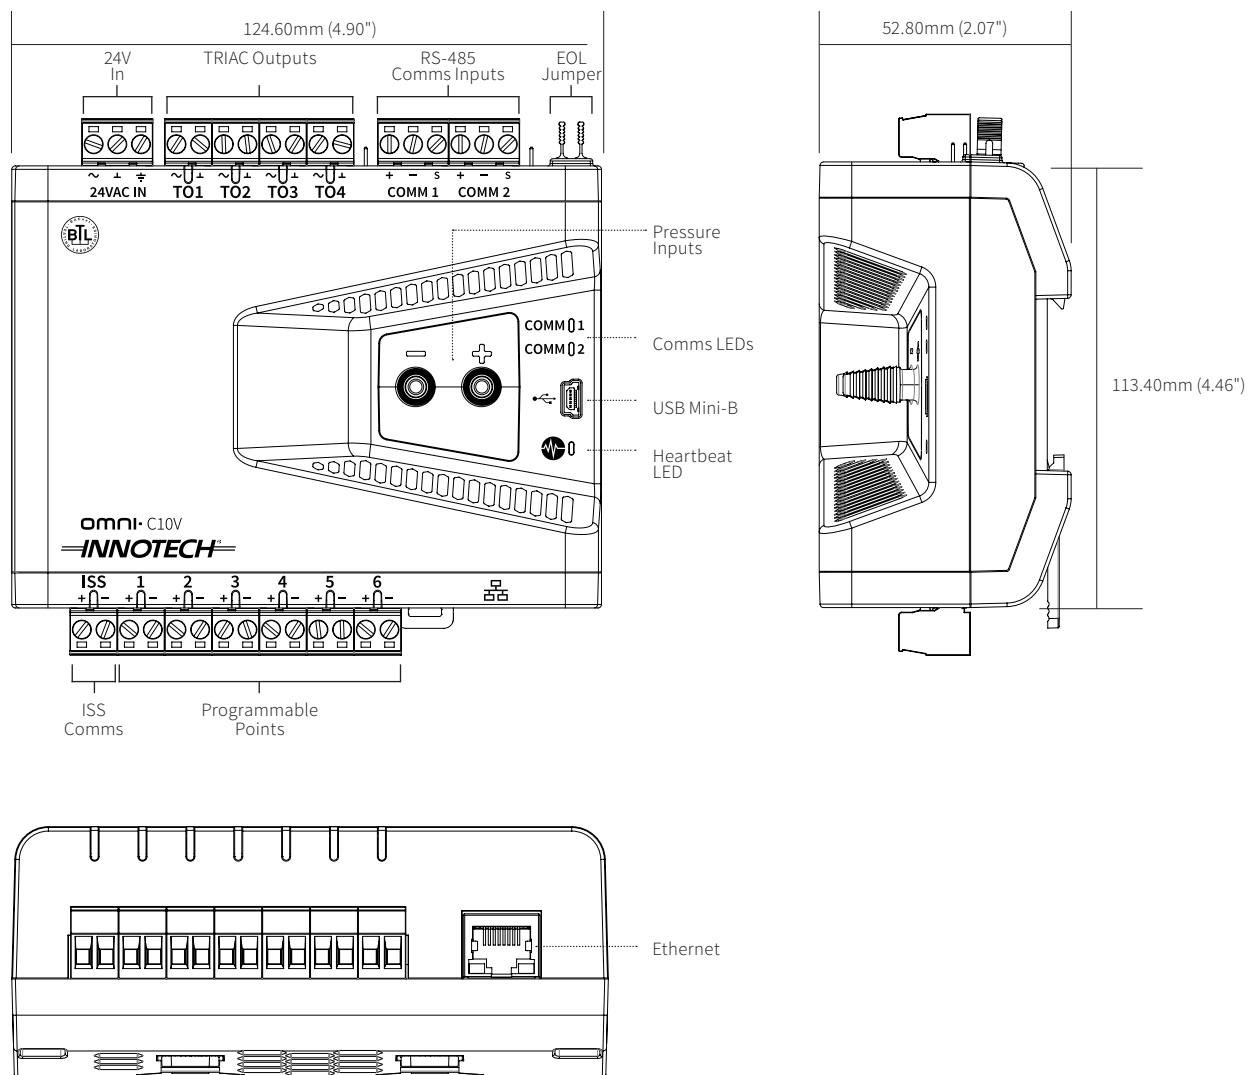 124.60mm (4.90")
52.80mm (2.07")
24V
In
TRIAC Outputs
RS-485
Comms Inputs
EOL
Jumper
~ ⊥ ⏚ ~ ⊥ ~ ⊥ ~ ⊥ ~ ⊥ + − S + − S
24VAC IN TO1 TO2 TO3 TO4 COMM 1 COMM 2
BTL
Pressure
Inputs
COMM 1
COMM 2
Comms LEDs
USB Mini-B
Heartbeat
LED
113.40mm (4.46")
OMNI· C10V
INNOTECH®
ISS 1 2 3 4 5 6
+ − + − + − + − + − + − + −
ISS
Comms
Programmable
Points
Ethernet